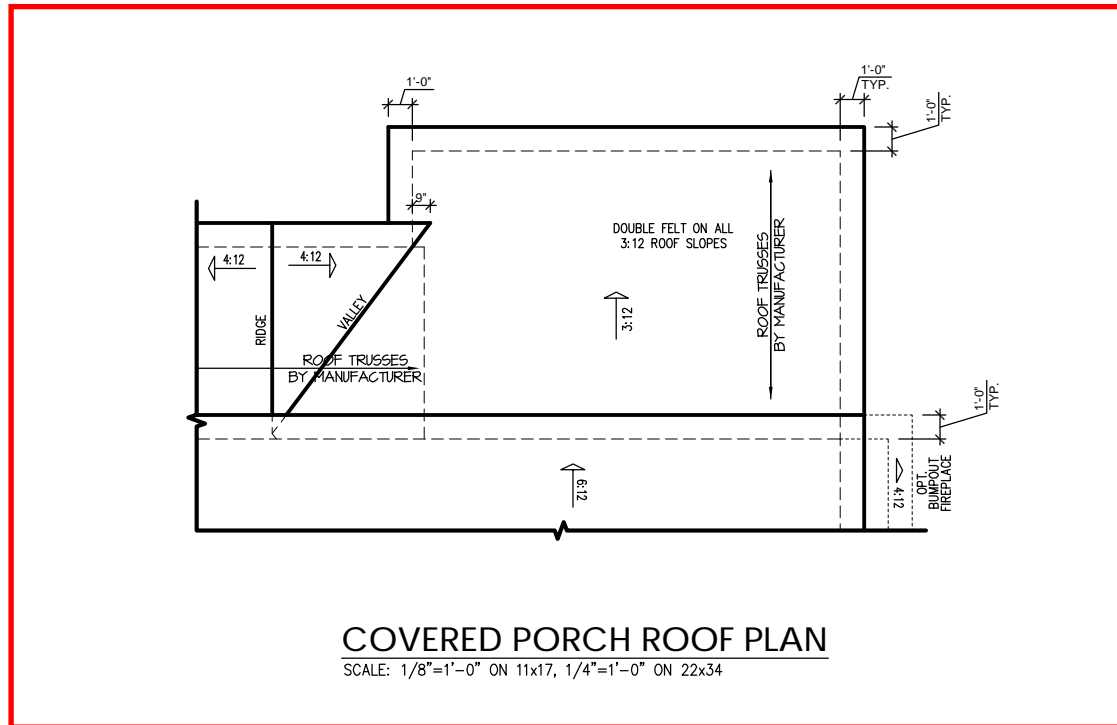 1'-0"
1'-0"
TYP.
1'-0"
TYP.
9"
DOUBLE FELT ON ALL
3:12 ROOF SLOPES
4:12
4:12
RIDGE
VALLEY
3:12
ROOF TRUSSES
BY MANUFACTURER
ROOF TRUSSES
BY MANUFACTURER
1'-0"
TYP.
6:12
4:12
OPT.
BUMPOUT
FIREPLACE
COVERED PORCH ROOF PLAN
SCALE: 1/8"=1'-0" ON 11x17, 1/4"=1'-0" ON 22x34